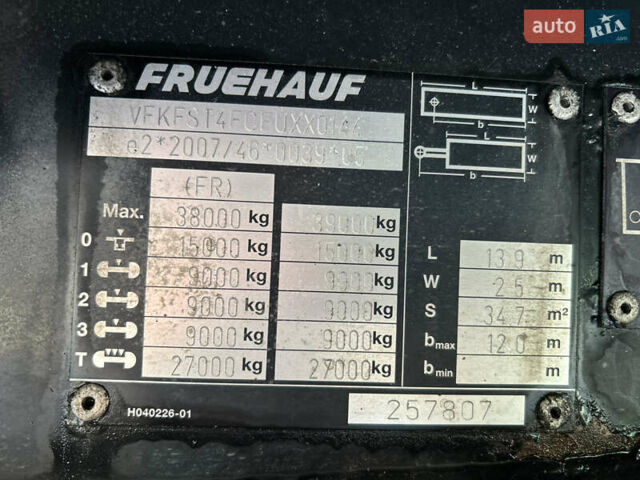 auto RIA.com
FRUEHAUF
e2*2007/46*0039*
(FR)
Max. 38000 kg 39000 kg
0 15000 kg 1500 kg
1 9000 kg 9000 kg
2 9000 kg 9000 kg
3 9000 kg 9000 kg
T 27000 kg 27000 kg
L
W
b
L
W
b
L 13.9 m
W 2.5 m
S 34.7 m²
bmax 12.0 m
bmin m
H040226-01
257807